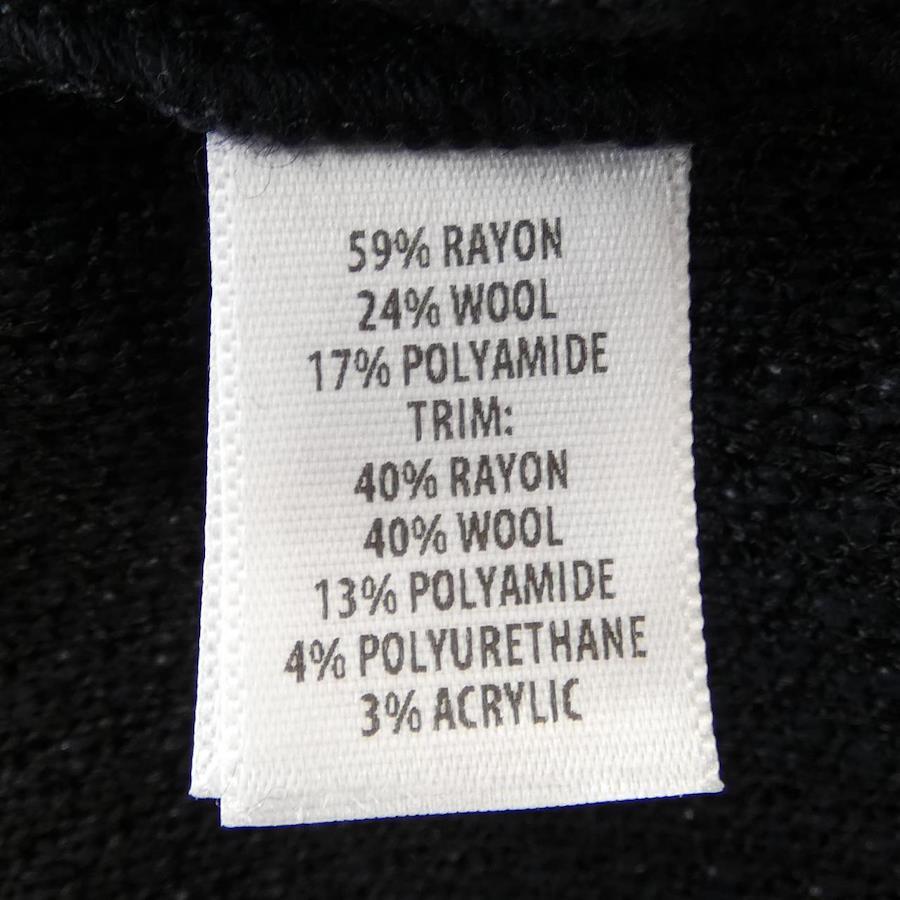 59% RAYON
24% WOOL
17% POLYAMIDE
TRIM:
40% RAYON
40% WOOL
13% POLYAMIDE
4% POLYURETHANE
3% ACRYLIC